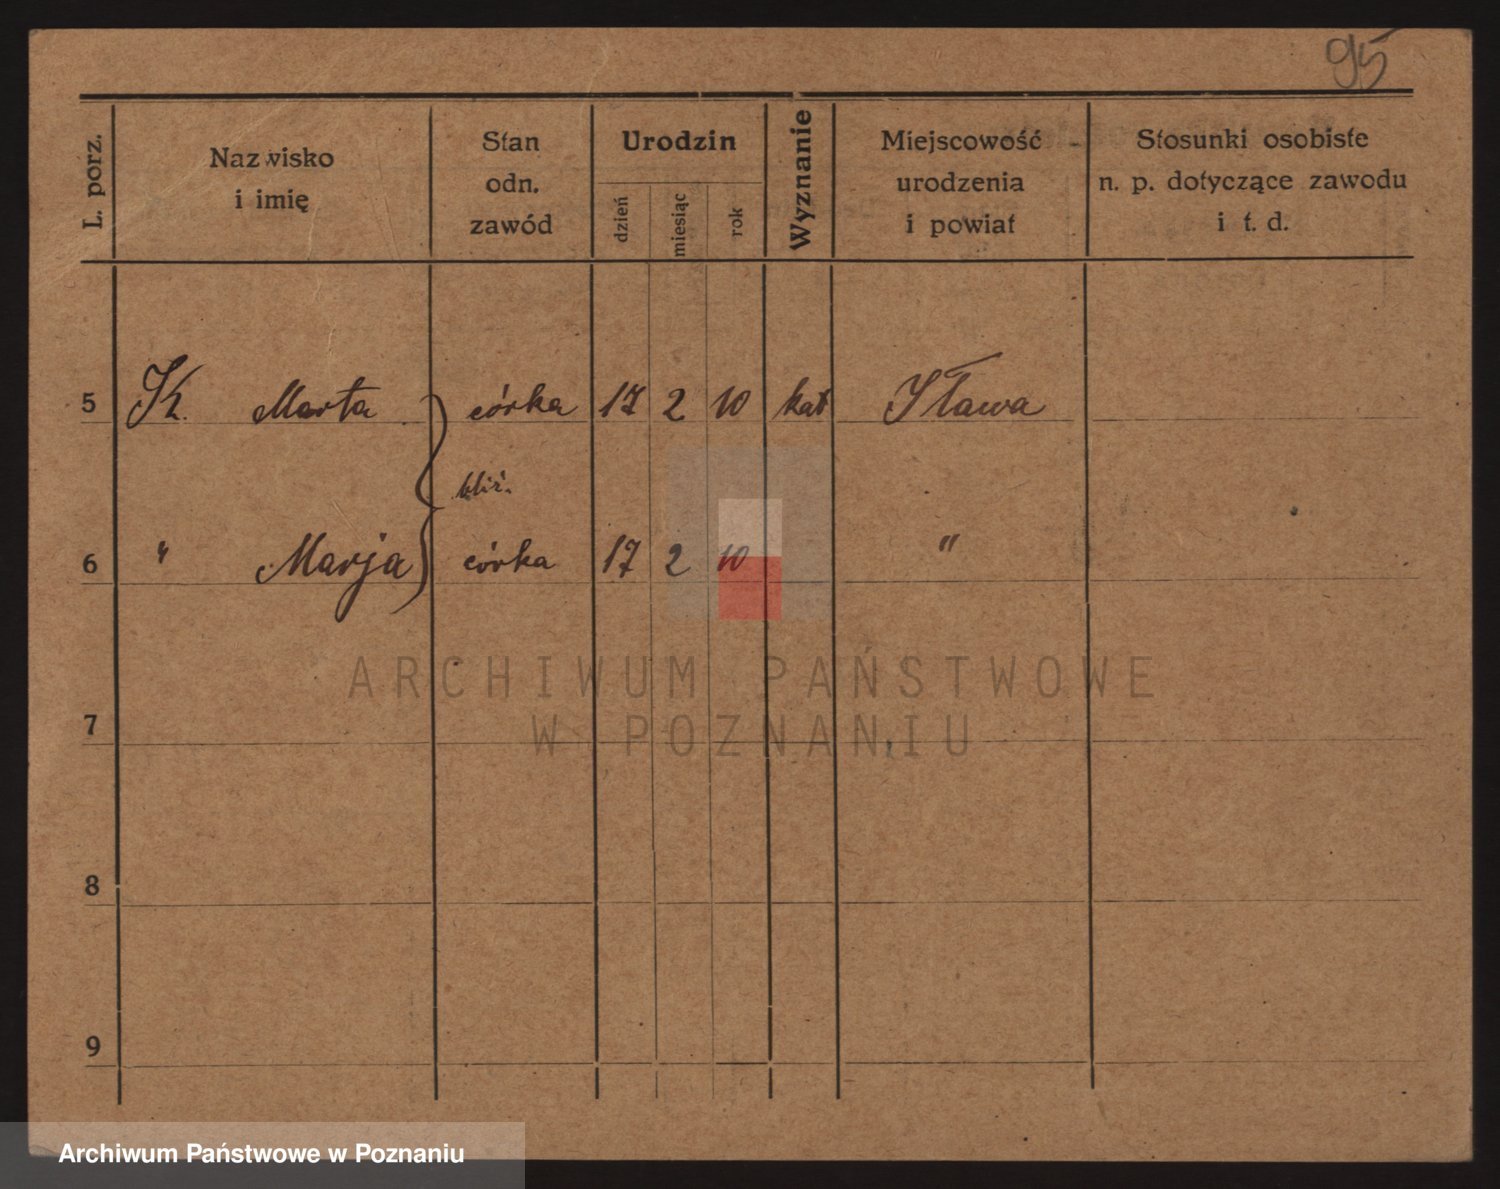 95
L. porz.
Nazwisko
i imię
Stan
odn.
zawód
Urodzin
dzień
miesiąc
rok
Wyznanie
Miejscowość
urodzenia
i powiat
Stosunki osobiste
n. p. dotyczące zawodu
i t. d.
5 K. Marta córka 17 2 10 kat Iława
bliź.
6 " Marja córka 17 2 10 "
7
8
9
ARCHIWUM PAŃSTWOWE
W POZNANIU
Archiwum Państwowe w Poznaniu